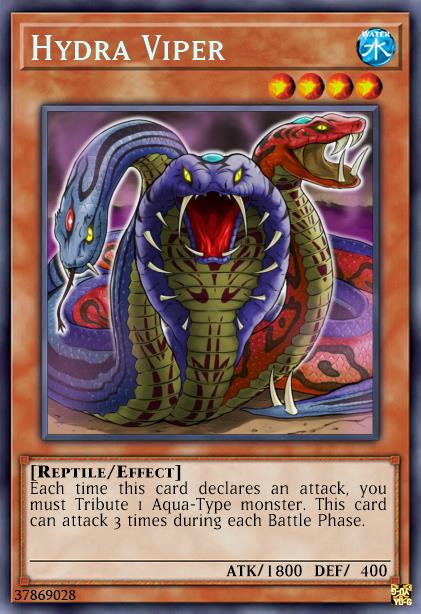 Hydra Viper
WATER
水
[Reptile/Effect]
Each time this card declares an attack, you
must Tribute 1 Aqua-Type monster. This card
can attack 3 times during each Battle Phase.
ATK/1800 DEF/ 400
37869028